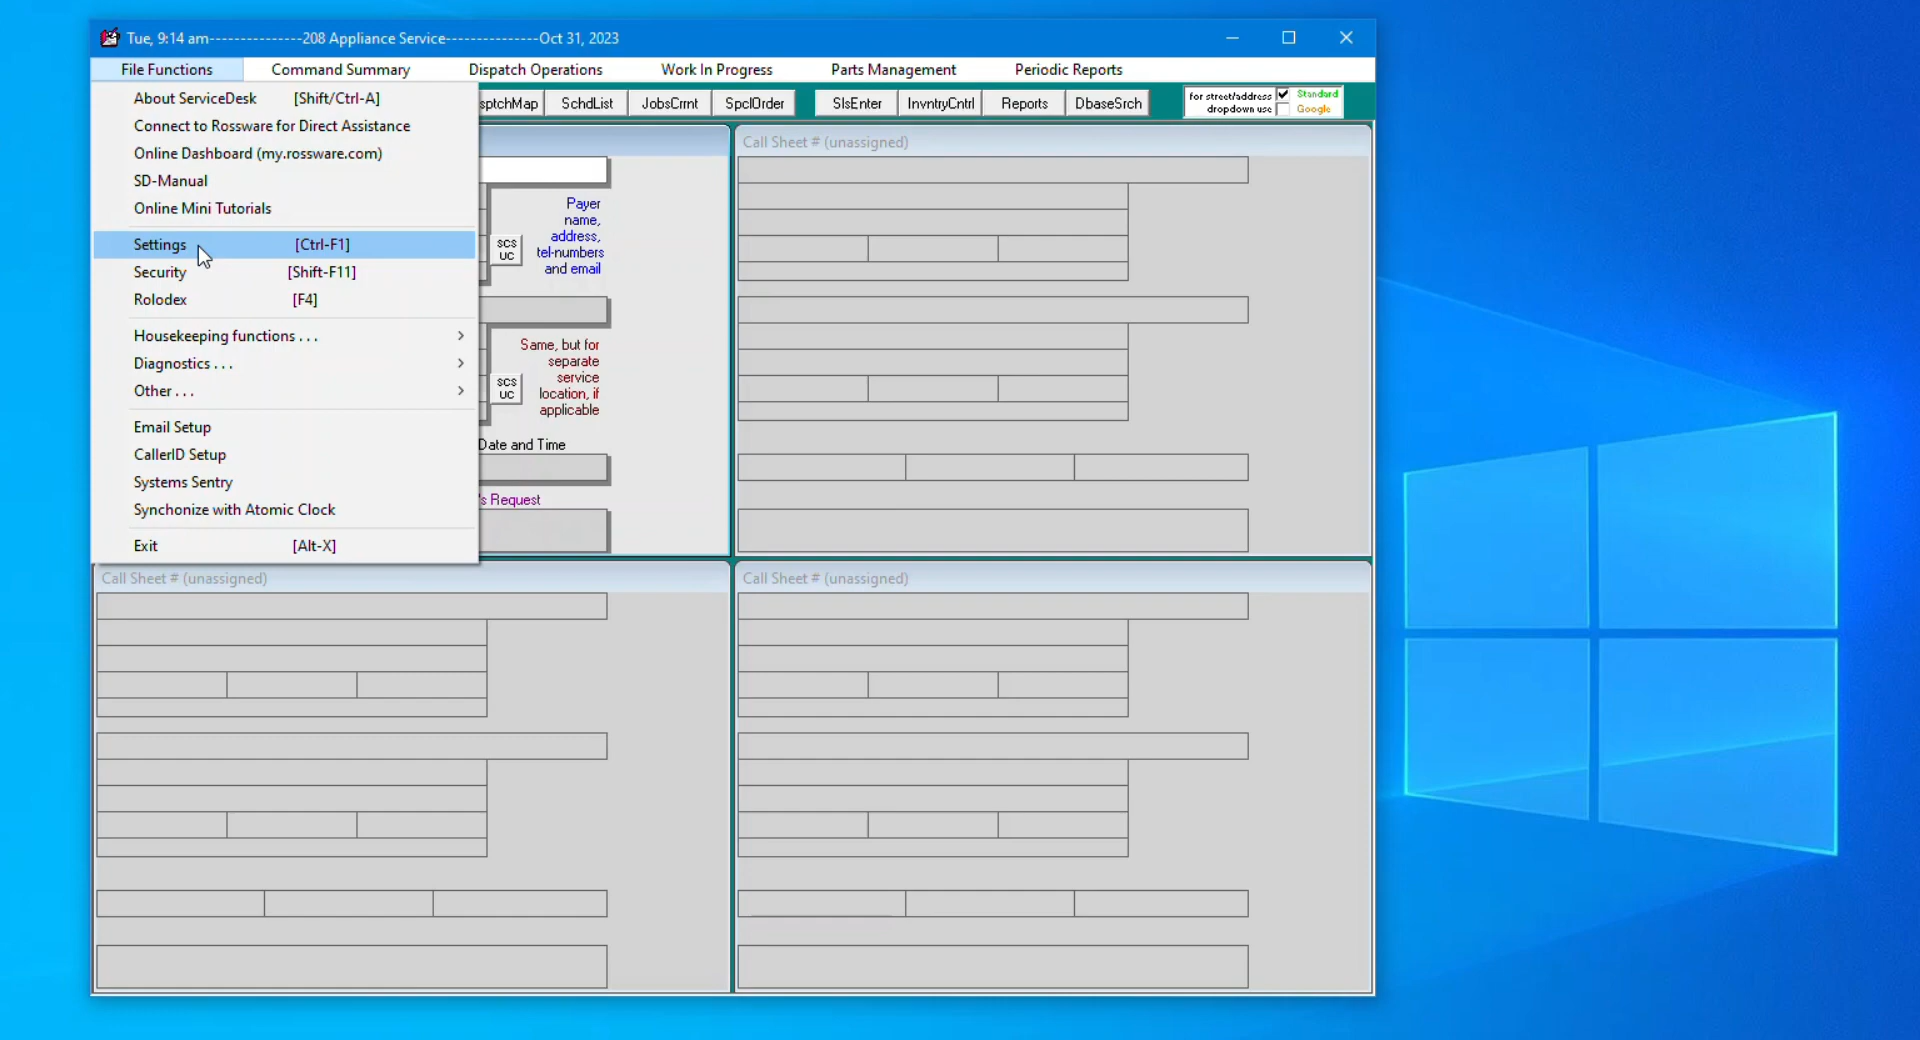 Tue, 9:14 am---------------208 Appliance Service---------------Oct 31, 2023
File Functions Command Summary Dispatch Operations Work In Progress Parts Management Periodic Reports
SchdList JobsCrrnt SpclOrder SlsEnter InvntryCntrl Reports DbaseSrch
for street/address dropdown use Standard Google
About ServiceDesk [Shift/Ctrl-A]
Connect to Rossware for Direct Assistance
Online Dashboard (my.rossware.com)
SD-Manual
Online Mini Tutorials
Settings [Ctrl-F1]
Security [Shift-F11]
Rolodex [F4]
Housekeeping functions . . .
Diagnostics . . .
Other . . .
Email Setup
CallerID Setup
Systems Sentry
Synchonize with Atomic Clock
Exit [Alt-X]
SCS
UC
Payer
name,
address,
tel-numbers
and email
SCS
UC
Same, but for
separate
service
location, if
applicable
Date and Time
's Request
Call Sheet # (unassigned)
Call Sheet # (unassigned)
Call Sheet # (unassigned)